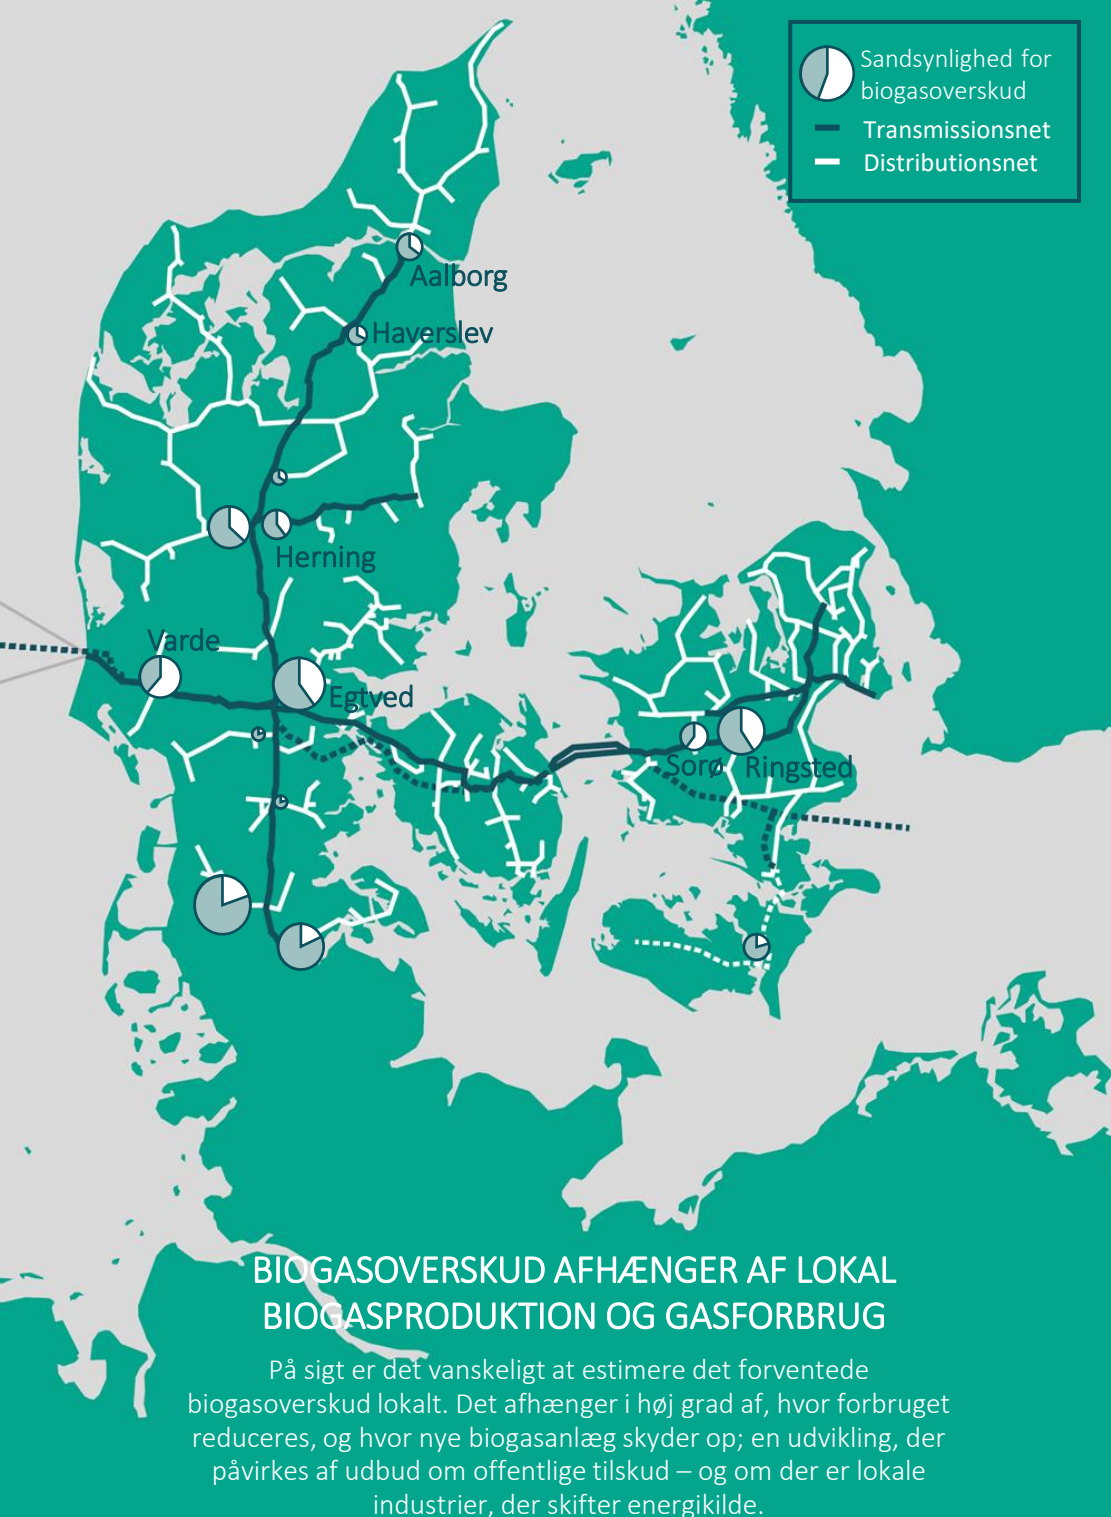 Sandsynlighed for
biogasoverskud
Transmissionsnet
Distributionsnet
Aalborg
Haverslev
Herning
Varde
Egtved
Sorø
Ringsted
BIOGASOVERSKUD AFHÆNGER AF LOKAL
BIOGASPRODUKTION OG GASFORBRUG
På sigt er det vanskeligt at estimere det forventede
biogasoverskud lokalt. Det afhænger i høj grad af, hvor forbruget
reduceres, og hvor nye biogasanlæg skyder op; en udvikling, der
påvirkes af udbud om offentlige tilskud – og om der er lokale
industrier, der skifter energikilde.